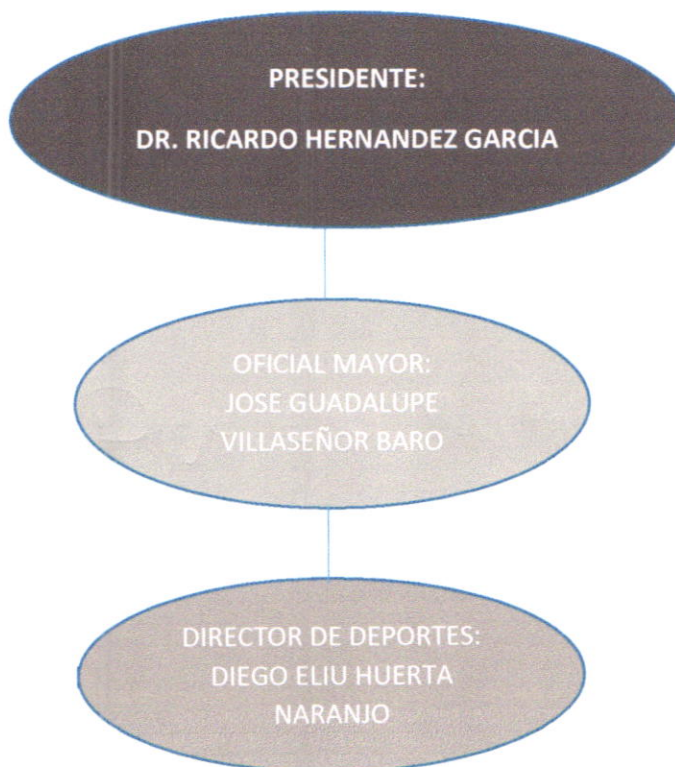 PRESIDENTE:
DR. RICARDO HERNANDEZ GARCIA
OFICIAL MAYOR:
JOSE GUADALUPE
VILLASEÑOR BARO
DIRECTOR DE DEPORTES:
DIEGO ELIU HUERTA
NARANJO